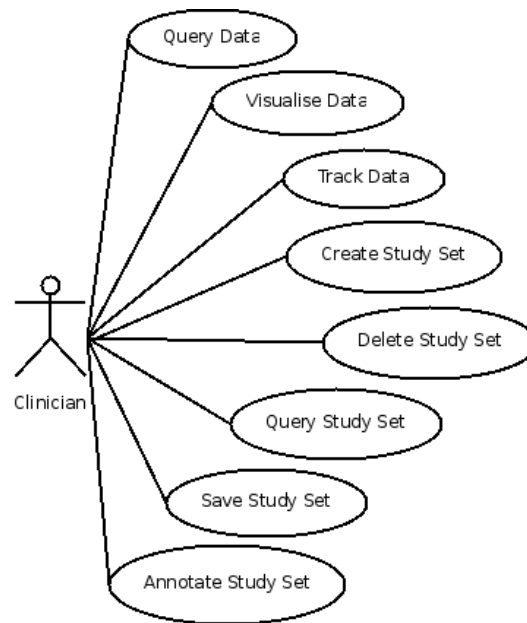 Query Data
Visualise Data
Track Data
Create Study Set
Delete Study Set
Clinician
Query Study Set
Save Study Set
Annotate Study Set